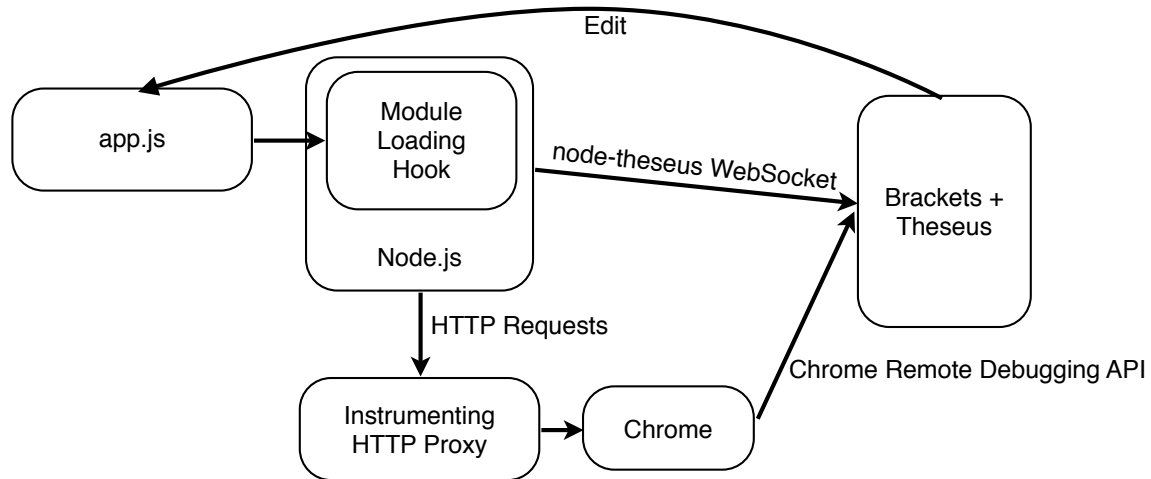 Edit
app.js
Module
Loading
Hook
Node.js
node-theseus WebSocket
Brackets +
Theseus
HTTP Requests
Chrome Remote Debugging API
Instrumenting
HTTP Proxy
Chrome